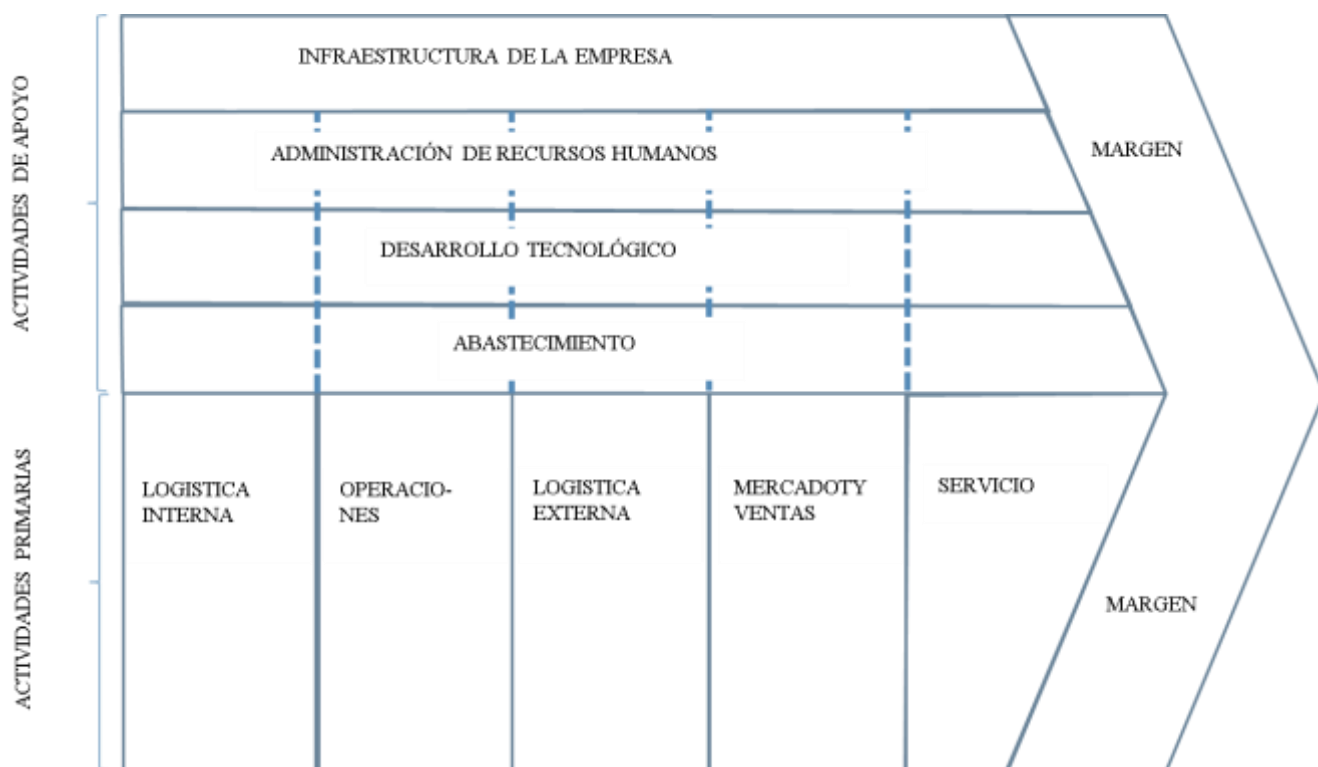 ACTIVIDADES DE APOYO
INFRAESTRUCTURA DE LA EMPRESA
ADMINISTRACIÓN DE RECURSOS HUMANOS
DESARROLLO TECNOLÓGICO
ABASTECIMIENTO
MARGEN
ACTIVIDADES PRIMARIAS
LOGISTICA
INTERNA
OPERACIO-
NES
LOGISTICA
EXTERNA
MERCADOTY
VENTAS
SERVICIO
MARGEN